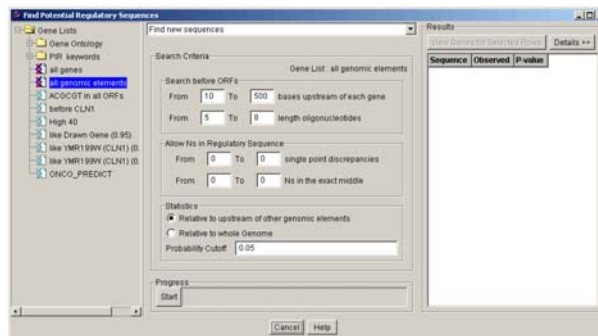 Find Potential Regulatory Sequences
Gene Lists
Gene Ontology
PIR keywords
all genes
all genomic elements
ACGCGT in all ORFs
before CLN1
High 40
like Drawn Gene (0.95)
like YMR199W (CLN1) (0.
like YMR199W (CLN1) (0.
ONCO_PREDICT
Find new sequences
Search Criteria
Gene List : all genomic elements
Search before ORFs
From 10 To 500 bases upstream of each gene
From 5 To 8 length oligonucleotides
Allow Ns in Regulatory Sequence
From 0 To 0 single point discrepancies
From 0 To 0 Ns in the exact middle
Statistics
Relative to upstream of other genomic elements
Relative to whole Genome
Probability Cutoff 0.05
Progress
Start
Results
View Genes for Selected Rows Details >>
Sequence Observed P-value
Cancel Help